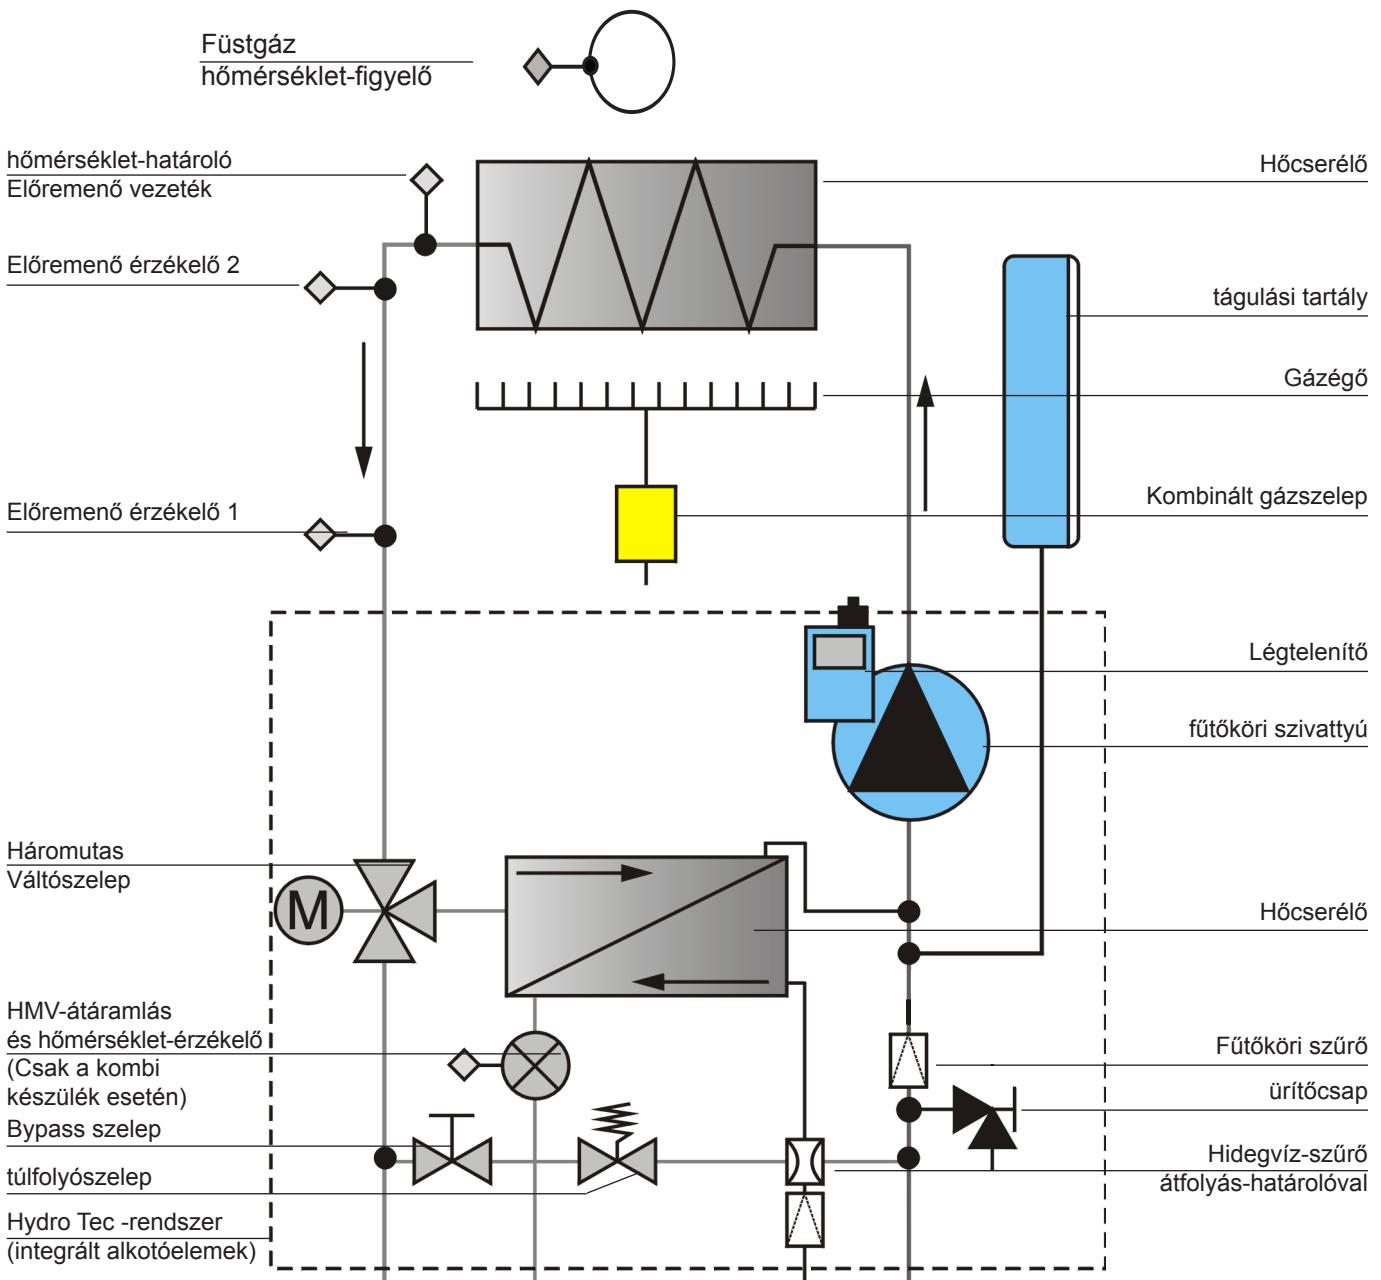 Füstgáz
hőmérséklet-figyelő
hőmérséklet-határoló
Előremenő vezeték
Hőcserélő
Előremenő érzékelő 2
tágulási tartály
Gázégő
Kombinált gázszelep
Előremenő érzékelő 1
Légtelenítő
fűtőköri szivattyú
Háromutas
Váltószelep
M
Hőcserélő
HMV-átáramlás
és hőmérséklet-érzékelő
(Csak a kombi
készülék esetén)
Fűtőköri szűrő
ürítőcsap
Bypass szelep
túlfolyószelep
Hidegvíz-szűrő
átfolyás-határolóval
Hydro Tec -rendszer
(integrált alkotóelemek)